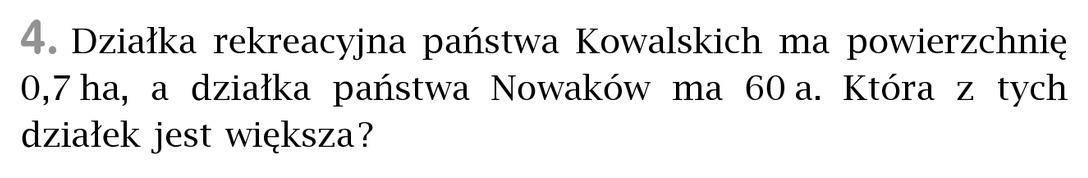 4. Działka rekreacyjna państwa Kowalskich ma powierzchnię
0,7 ha, a działka państwa Nowaków ma 60 a. Która z tych
działek jest większa?